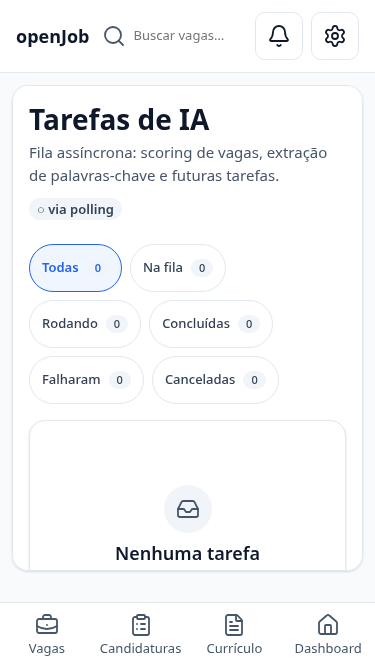 openJob
Buscar vagas...
Tarefas de IA
Fila assíncrona: scoring de vagas, extração
de palavras-chave e futuras tarefas.
○ via polling
Todas 0
Na fila 0
Rodando 0
Concluídas 0
Falharam 0
Canceladas 0
Nenhuma tarefa
Vagas
Candidaturas
Currículo
Dashboard